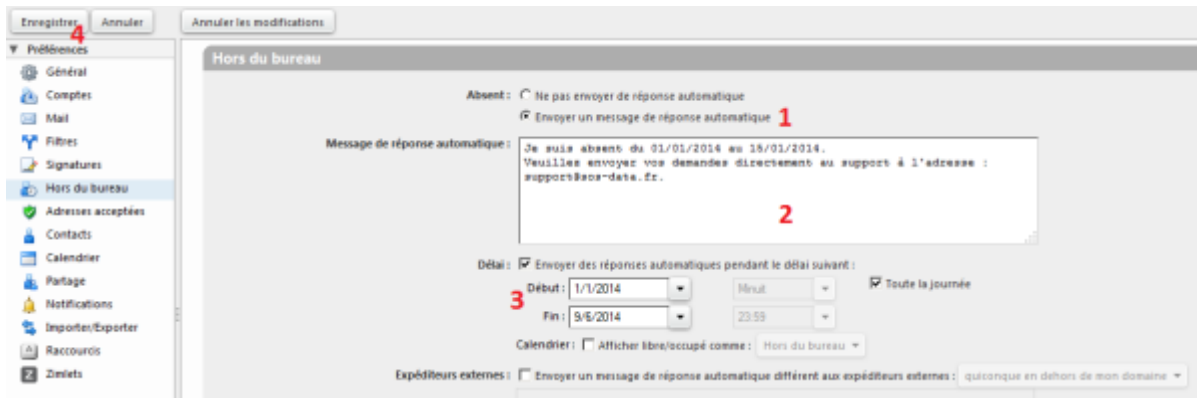 Enregistrer Annuler Annuler les modifications
4
Préférences
Général
Comptes
Mail
Filtres
Signatures
Hors du bureau
Adresses acceptées
Contacts
Calendrier
Partage
Notifications
Importer/Exporter
Raccourcis
Zimlets
Hors du bureau
Absent : Ne pas envoyer de réponse automatique
Envoyer un message de réponse automatique 1
Message de réponse automatique :
Je suis absent du 01/01/2014 au 15/01/2014.
Veuilles envoyer vos demandes directement au support à l'adresse :
support@sos-data.fr.
2
Délai : Envoyer des réponses automatiques pendant le délai suivant :
3
Début : 1/1/2014 Minuit Toute la journée
Fin : 9/6/2014 23:59
Calendrier : Afficher libre/occupé comme : Hors du bureau
Expéditeurs externes : Envoyer un message de réponse automatique différent aux expéditeurs externes : quiconque en dehors de mon domaine